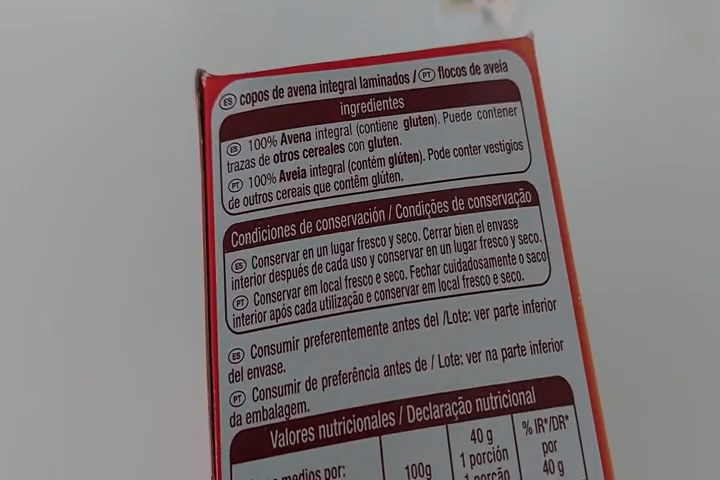 ES copos de avena integral laminados / PT flocos de aveia
ingredientes
ES 100% Avena integral (contiene gluten). Puede contener
trazas de otros cereales con gluten.
PT 100% Aveia integral (contém glúten). Pode conter vestígios
de outros cereais que contêm glúten.
Condiciones de conservación / Condições de conservação
ES Conservar en un lugar fresco y seco. Cerrar bien el envase
interior después de cada uso y conservar en un lugar fresco y seco.
PT Conservar em local fresco e seco. Fechar cuidadosamente o saco
interior após cada utilização e conservar em local fresco e seco.
ES Consumir preferentemente antes del /Lote: ver parte inferior
del envase.
PT Consumir de preferência antes de / Lote: ver na parte inferior
da embalagem.
Valores nutricionales / Declaração nutricional
medios por:
100g
40 g
1 porción
1 porção
% IR*/DR*
por
40 g